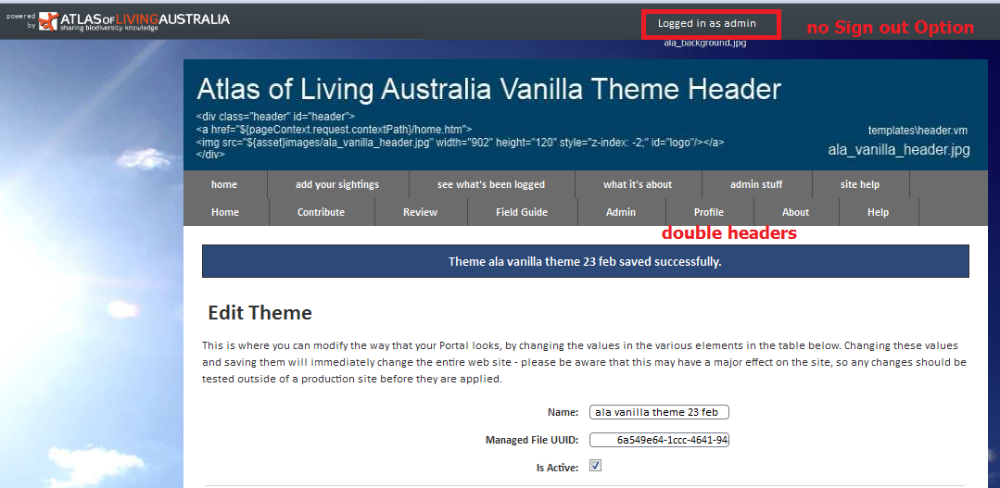 powered by ATLAS OF LIVING AUSTRALIA
sharing biodiversity knowledge
Logged in as admin
no Sign out Option
ala_background.jpg
Atlas of Living Australia Vanilla Theme Header
<div class="header" id="header">
<a href="${pageContext.request.contextPath}/home.htm">
<img src="${asset}images/ala_vanilla_header.jpg" width="902" height="120" style="z-index: -2;" id="logo"/></a>
</div>
templates\header.vm
ala_vanilla_header.jpg
home add your sightings see what's been logged what it's about admin stuff site help
Home Contribute Review Field Guide Admin Profile About Help
double headers
Theme ala vanilla theme 23 feb saved successfully.
Edit Theme
This is where you can modify the way that your Portal looks, by changing the values in the various elements in the table below. Changing these values
and saving them will immediately change the entire web site - please be aware that this may have a major effect on the site, so any changes should be
tested outside of a production site before they are applied.
Name: ala vanilla theme 23 feb
Managed File UUID: 6a549e64-1ccc-4641-94
Is Active: